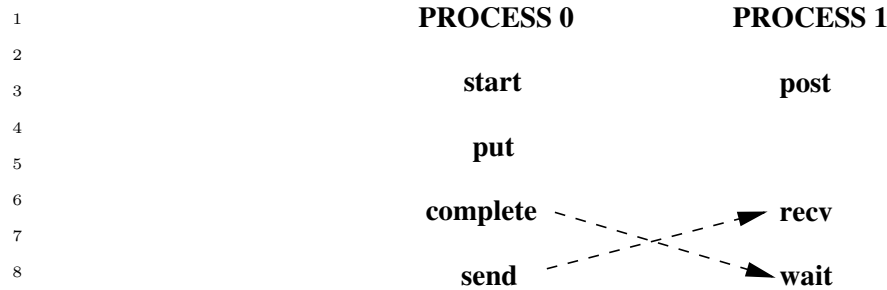 1 PROCESS 0 PROCESS 1
2
3 start post
4
5 put
6 complete recv
7
8 send wait